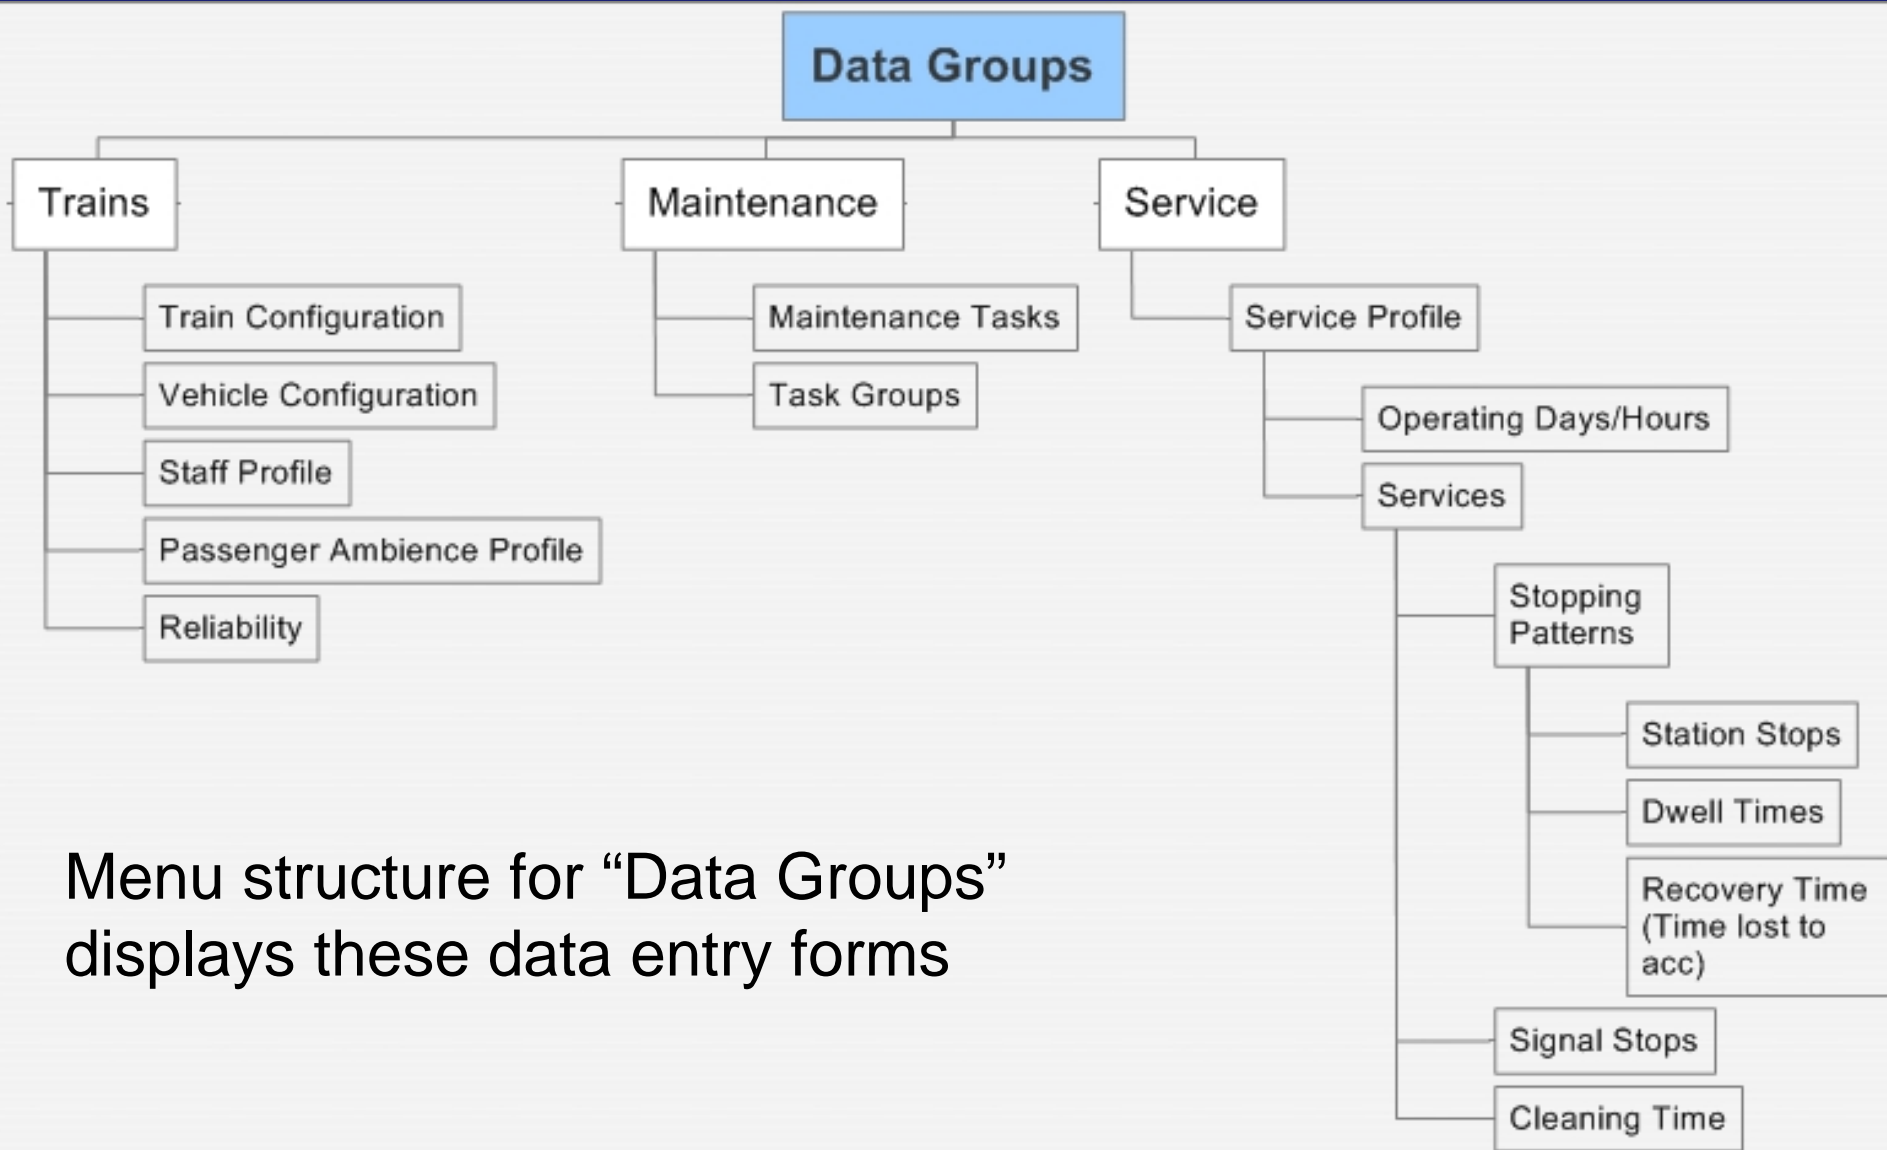 Data Groups
Trains
Maintenance
Service
Train Configuration
Vehicle Configuration
Staff Profile
Passenger Ambience Profile
Reliability
Maintenance Tasks
Task Groups
Service Profile
Operating Days/Hours
Services
Stopping
Patterns
Station Stops
Dwell Times
Recovery Time
(Time lost to
acc)
Signal Stops
Cleaning Time
Menu structure for “Data Groups”
displays these data entry forms